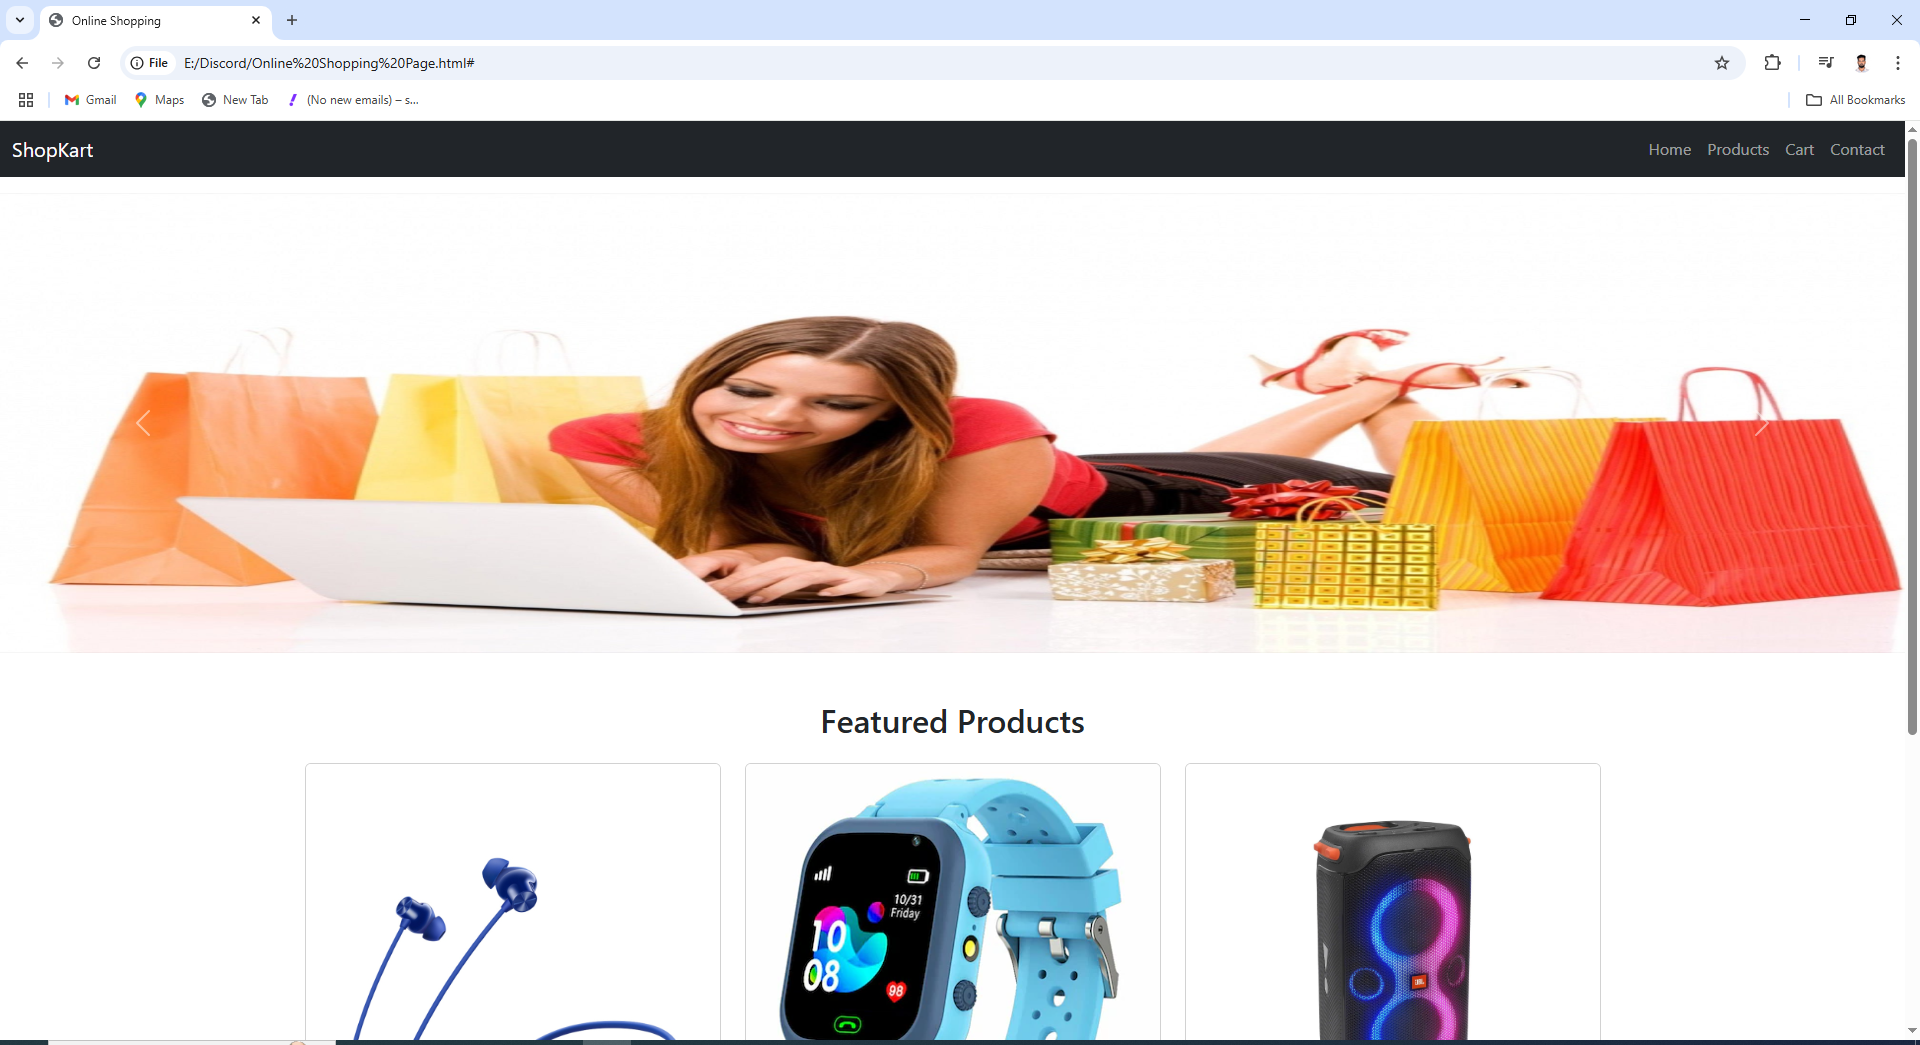 Online Shopping
File
E:/Discord/Online%20Shopping%20Page.html#
Gmail
Maps
New Tab
(No new emails) – s...
All Bookmarks
ShopKart
Home
Products
Cart
Contact
Featured Products
10/31
Friday
10
08
98
JBL